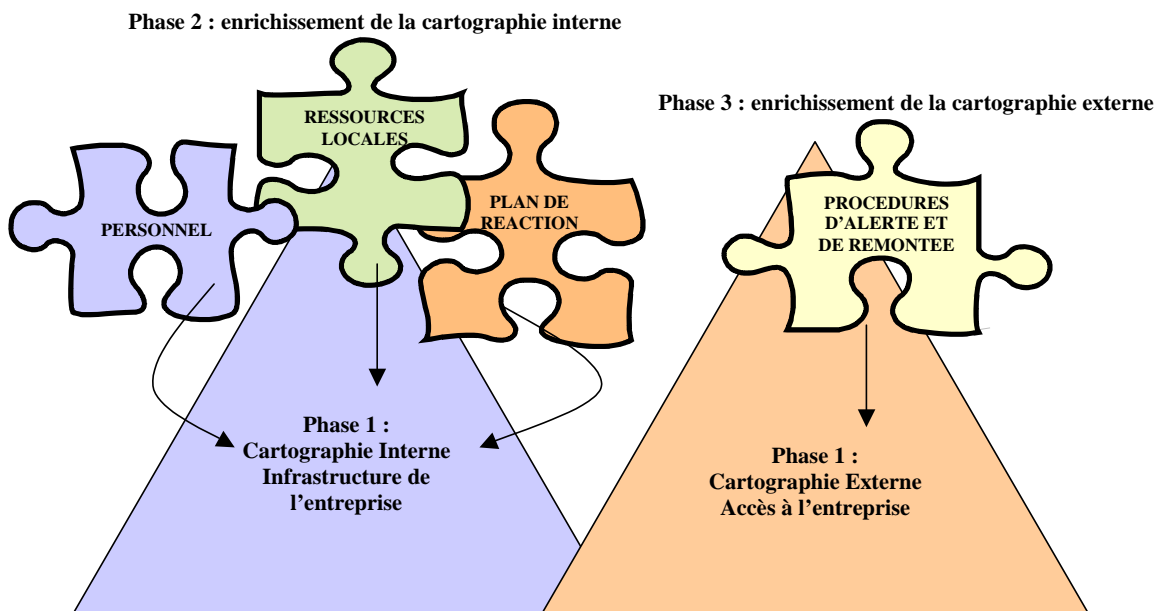 Phase 2 : enrichissement de la cartographie interne
RESSOURCES
LOCALES
PERSONNEL
PLAN DE
REACTION
Phase 1 :
Cartographie Interne
Infrastructure de
l’entreprise
Phase 3 : enrichissement de la cartographie externe
PROCEDURES
D’ALERTE ET
DE REMONTEE
Phase 1 :
Cartographie Externe
Accès à l’entreprise